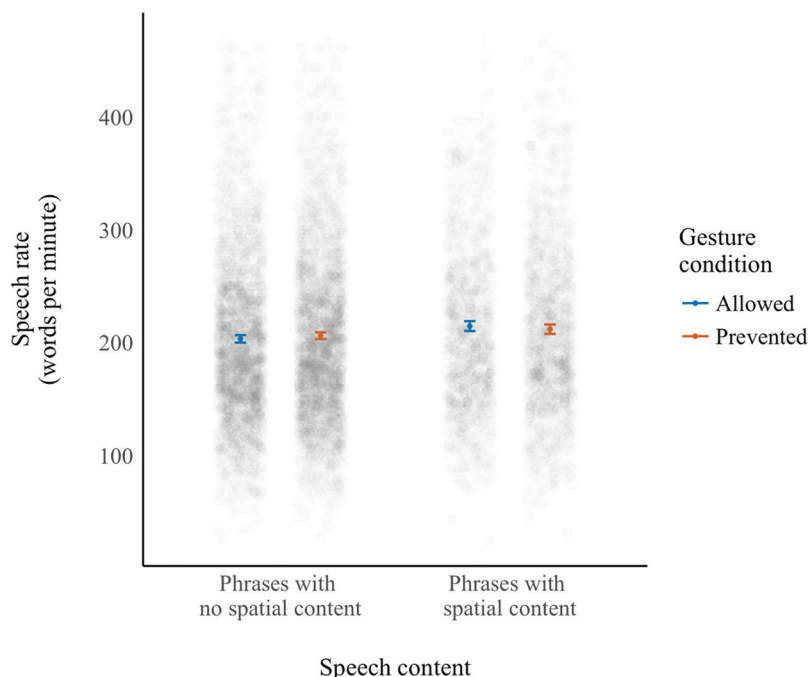 Speech rate
(words per minute)
400
300
200
100
Phrases with
no spatial content
Phrases with
spatial content
Speech content
Gesture
condition
Allowed
Prevented